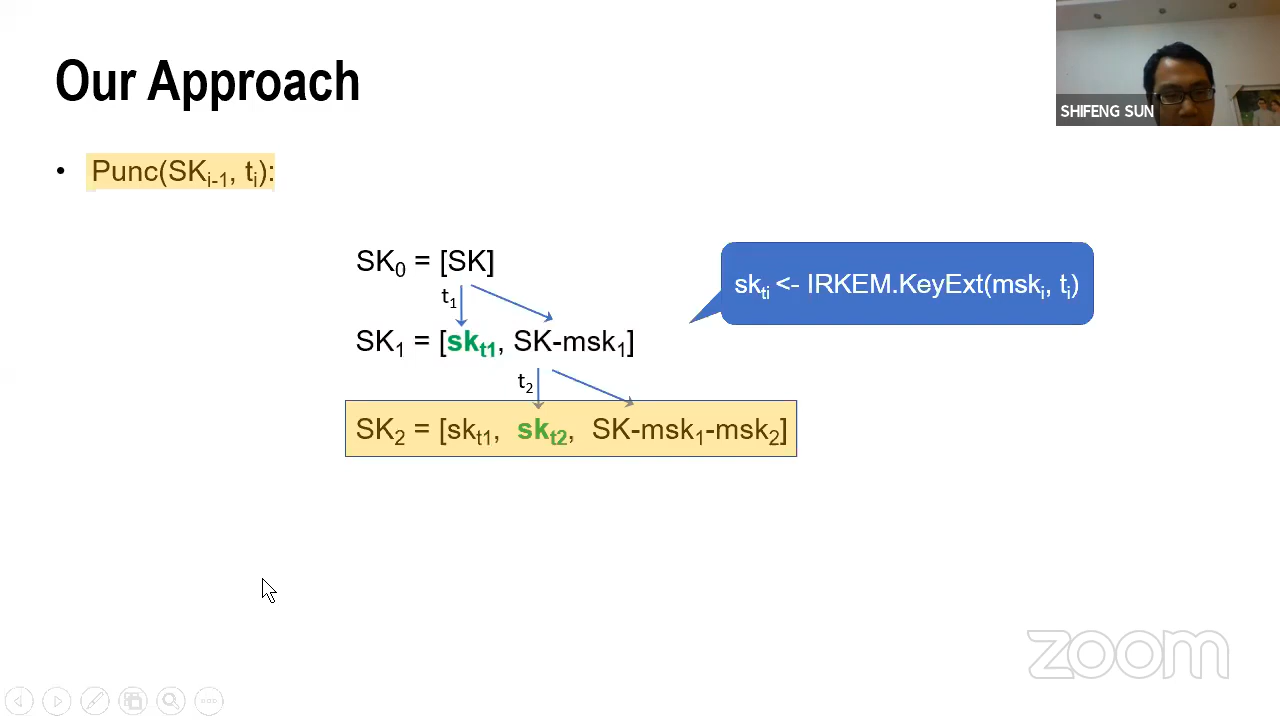 SHIFENG SUN
Our Approach
• Punc(SKi-1, ti):
SK0 = [SK]
t1
skti <- IRKEM.KeyExt(mski, ti)
SK1 = [skt1, SK-msk1]
t2
SK2 = [skt1, skt2, SK-msk1-msk2]
zoom